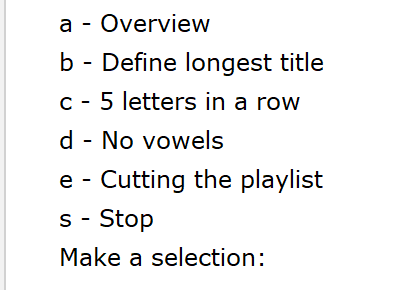 a - Overview
b - Define longest title
c - 5 letters in a row
d - No vowels
e - Cutting the playlist
s - Stop
Make a selection: